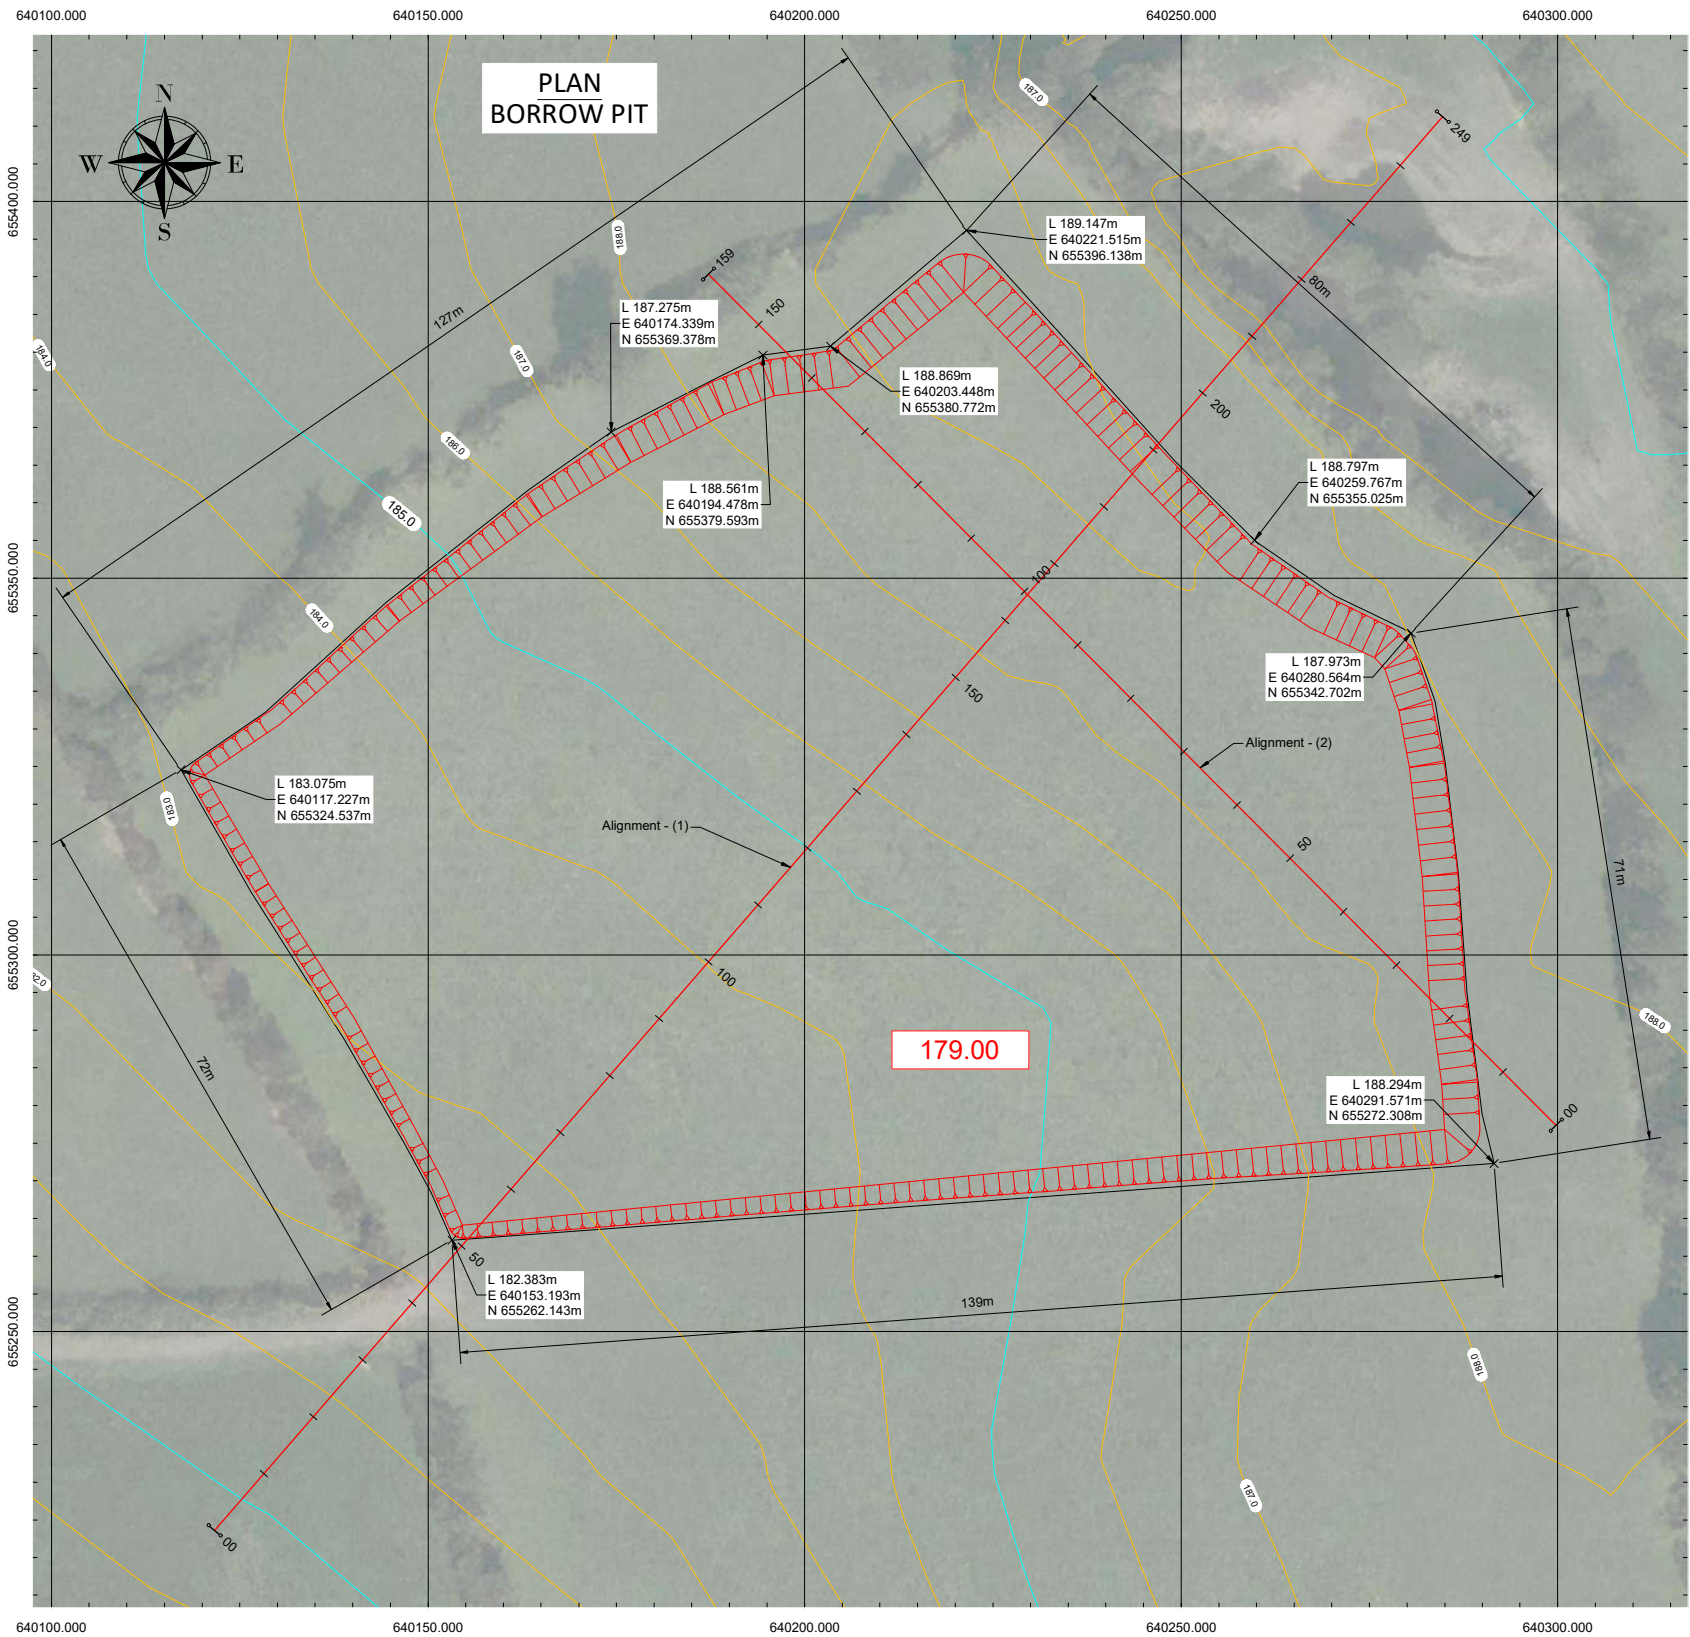 640100.000 640150.000 640200.000 640250.000 640300.000
PLAN
BORROW PIT
N
W E
S
655400.000
655350.000
655300.000
655250.000
187.0
249
188.0
159
150
127m
80m
L 189.147m
E 640221.515m
N 655396.138m
L 187.275m
E 640174.339m
N 655369.378m
184.0
187.0
L 188.869m
E 640203.448m
N 655380.772m
200
186.0
L 188.561m
E 640194.478m
N 655379.593m
L 188.797m
E 640259.767m
N 655355.025m
185.0
100
184.0
150
L 187.973m
E 640280.564m
N 655342.702m
Alignment - (2)
L 183.075m
E 640117.227m
N 655324.537m
183.0
Alignment - (1)
50
71m
100
188.0
179.00
72m
L 188.294m
E 640291.571m
N 655272.308m
00
50
L 182.383m
E 640153.193m
N 655262.143m
139m
188.0
187.0
00
640100.000 640150.000 640200.000 640250.000 640300.000